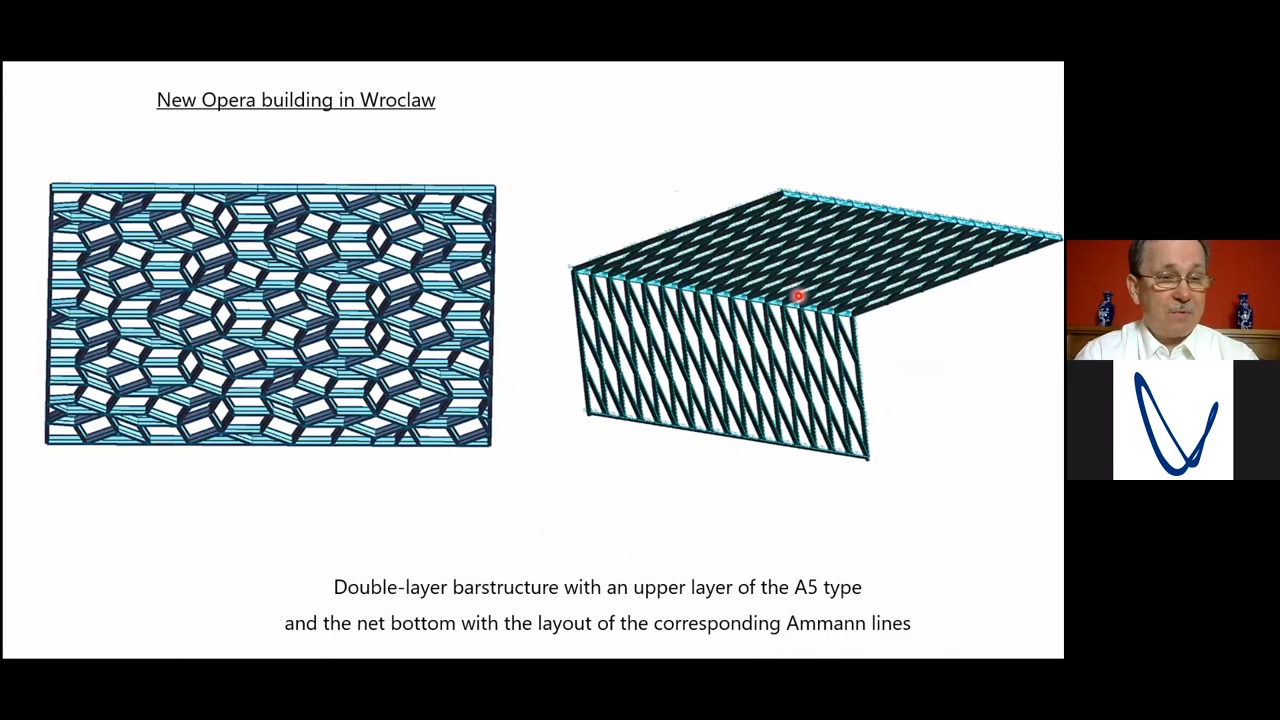 New Opera building in Wroclaw
Double-layer barstructure with an upper layer of the A5 type
and the net bottom with the layout of the corresponding Ammann lines